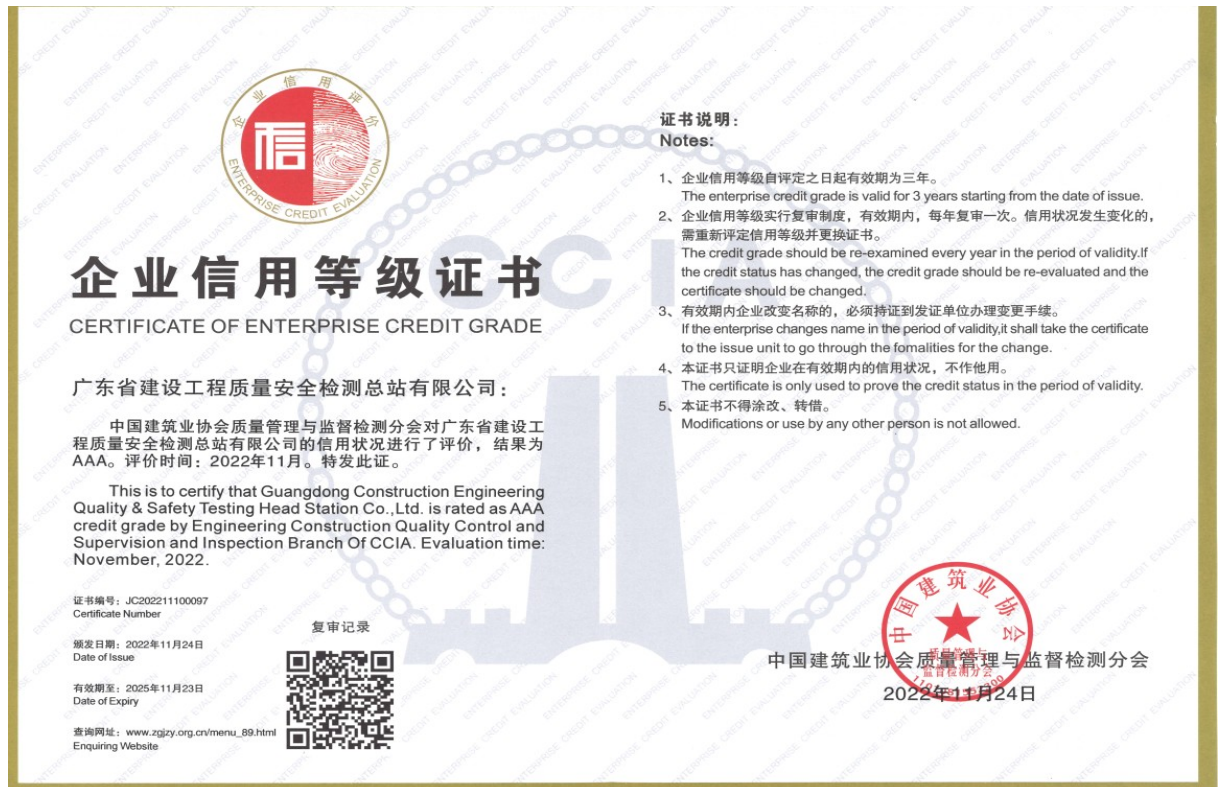 企业信用评价
信
ENTERPRISE CREDIT EVALUATION
企业信用等级证书
CERTIFICATE OF ENTERPRISE CREDIT GRADE
广东省建设工程质量安全检测总站有限公司：
中国建筑业协会质量管理与监督检测分会对广东省建设工
程质量安全检测总站有限公司的信用状况进行了评价，结果为
AAA。评价时间：2022年11月。特发此证。
This is to certify that Guangdong Construction Engineering
Quality & Safety Testing Head Station Co.,Ltd. is rated as AAA
credit grade by Engineering Construction Quality Control and
Supervision and Inspection Branch Of CCIA. Evaluation time:
November, 2022.
证书编号：JC202211100097
Certificate Number
颁发日期：2022年11月24日
Date of Issue
有效期至：2025年11月23日
Date of Expiry
查询网址：www.zgjzy.org.cn/menu_89.html
Enquiring Website
复审记录
CCIA
证书说明：
Notes:
1、企业信用等级自评定之日起有效期为三年。
The enterprise credit grade is valid for 3 years starting from the date of issue.
2、企业信用等级实行复审制度，有效期内，每年复审一次。信用状况发生变化的，
需重新评定信用等级并更换证书。
The credit grade should be re-examined every year in the period of validity.If
the credit status has changed, the credit grade should be re-evaluated and the
certificate should be changed.
3、有效期内企业改变名称的，必须持证到发证单位办理变更手续。
If the enterprise changes name in the period of validity,it shall take the certificate
to the issue unit to go through the fomalities for the change.
4、本证书只证明企业在有效期内的信用状况，不作他用。
The certificate is only used to prove the credit status in the period of validity.
5、本证书不得涂改、转借。
Modifications or use by any other person is not allowed.
中国建筑业协会
质量管理与
监督检测分会
中国建筑业协会质量管理与监督检测分会
2022年11月24日